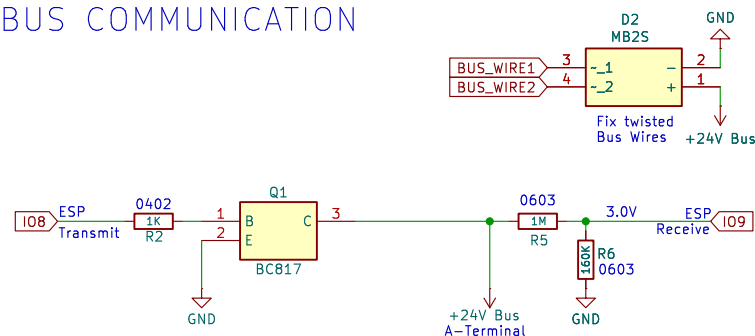 BUS COMMUNICATION
D2
MB2S
GND
BUS_WIRE1 3 ~_1 - 2
BUS_WIRE2 4 ~_2 + 1
Fix twisted
Bus Wires
+24V Bus
IO8 ESP Transmit
0402
1K
R2
Q1
1 B C 3
2 E
BC817
GND
+24V Bus
A-Terminal
0603
1M
R5
3.0V
160K
R6
0603
GND
ESP
Receive
IO9